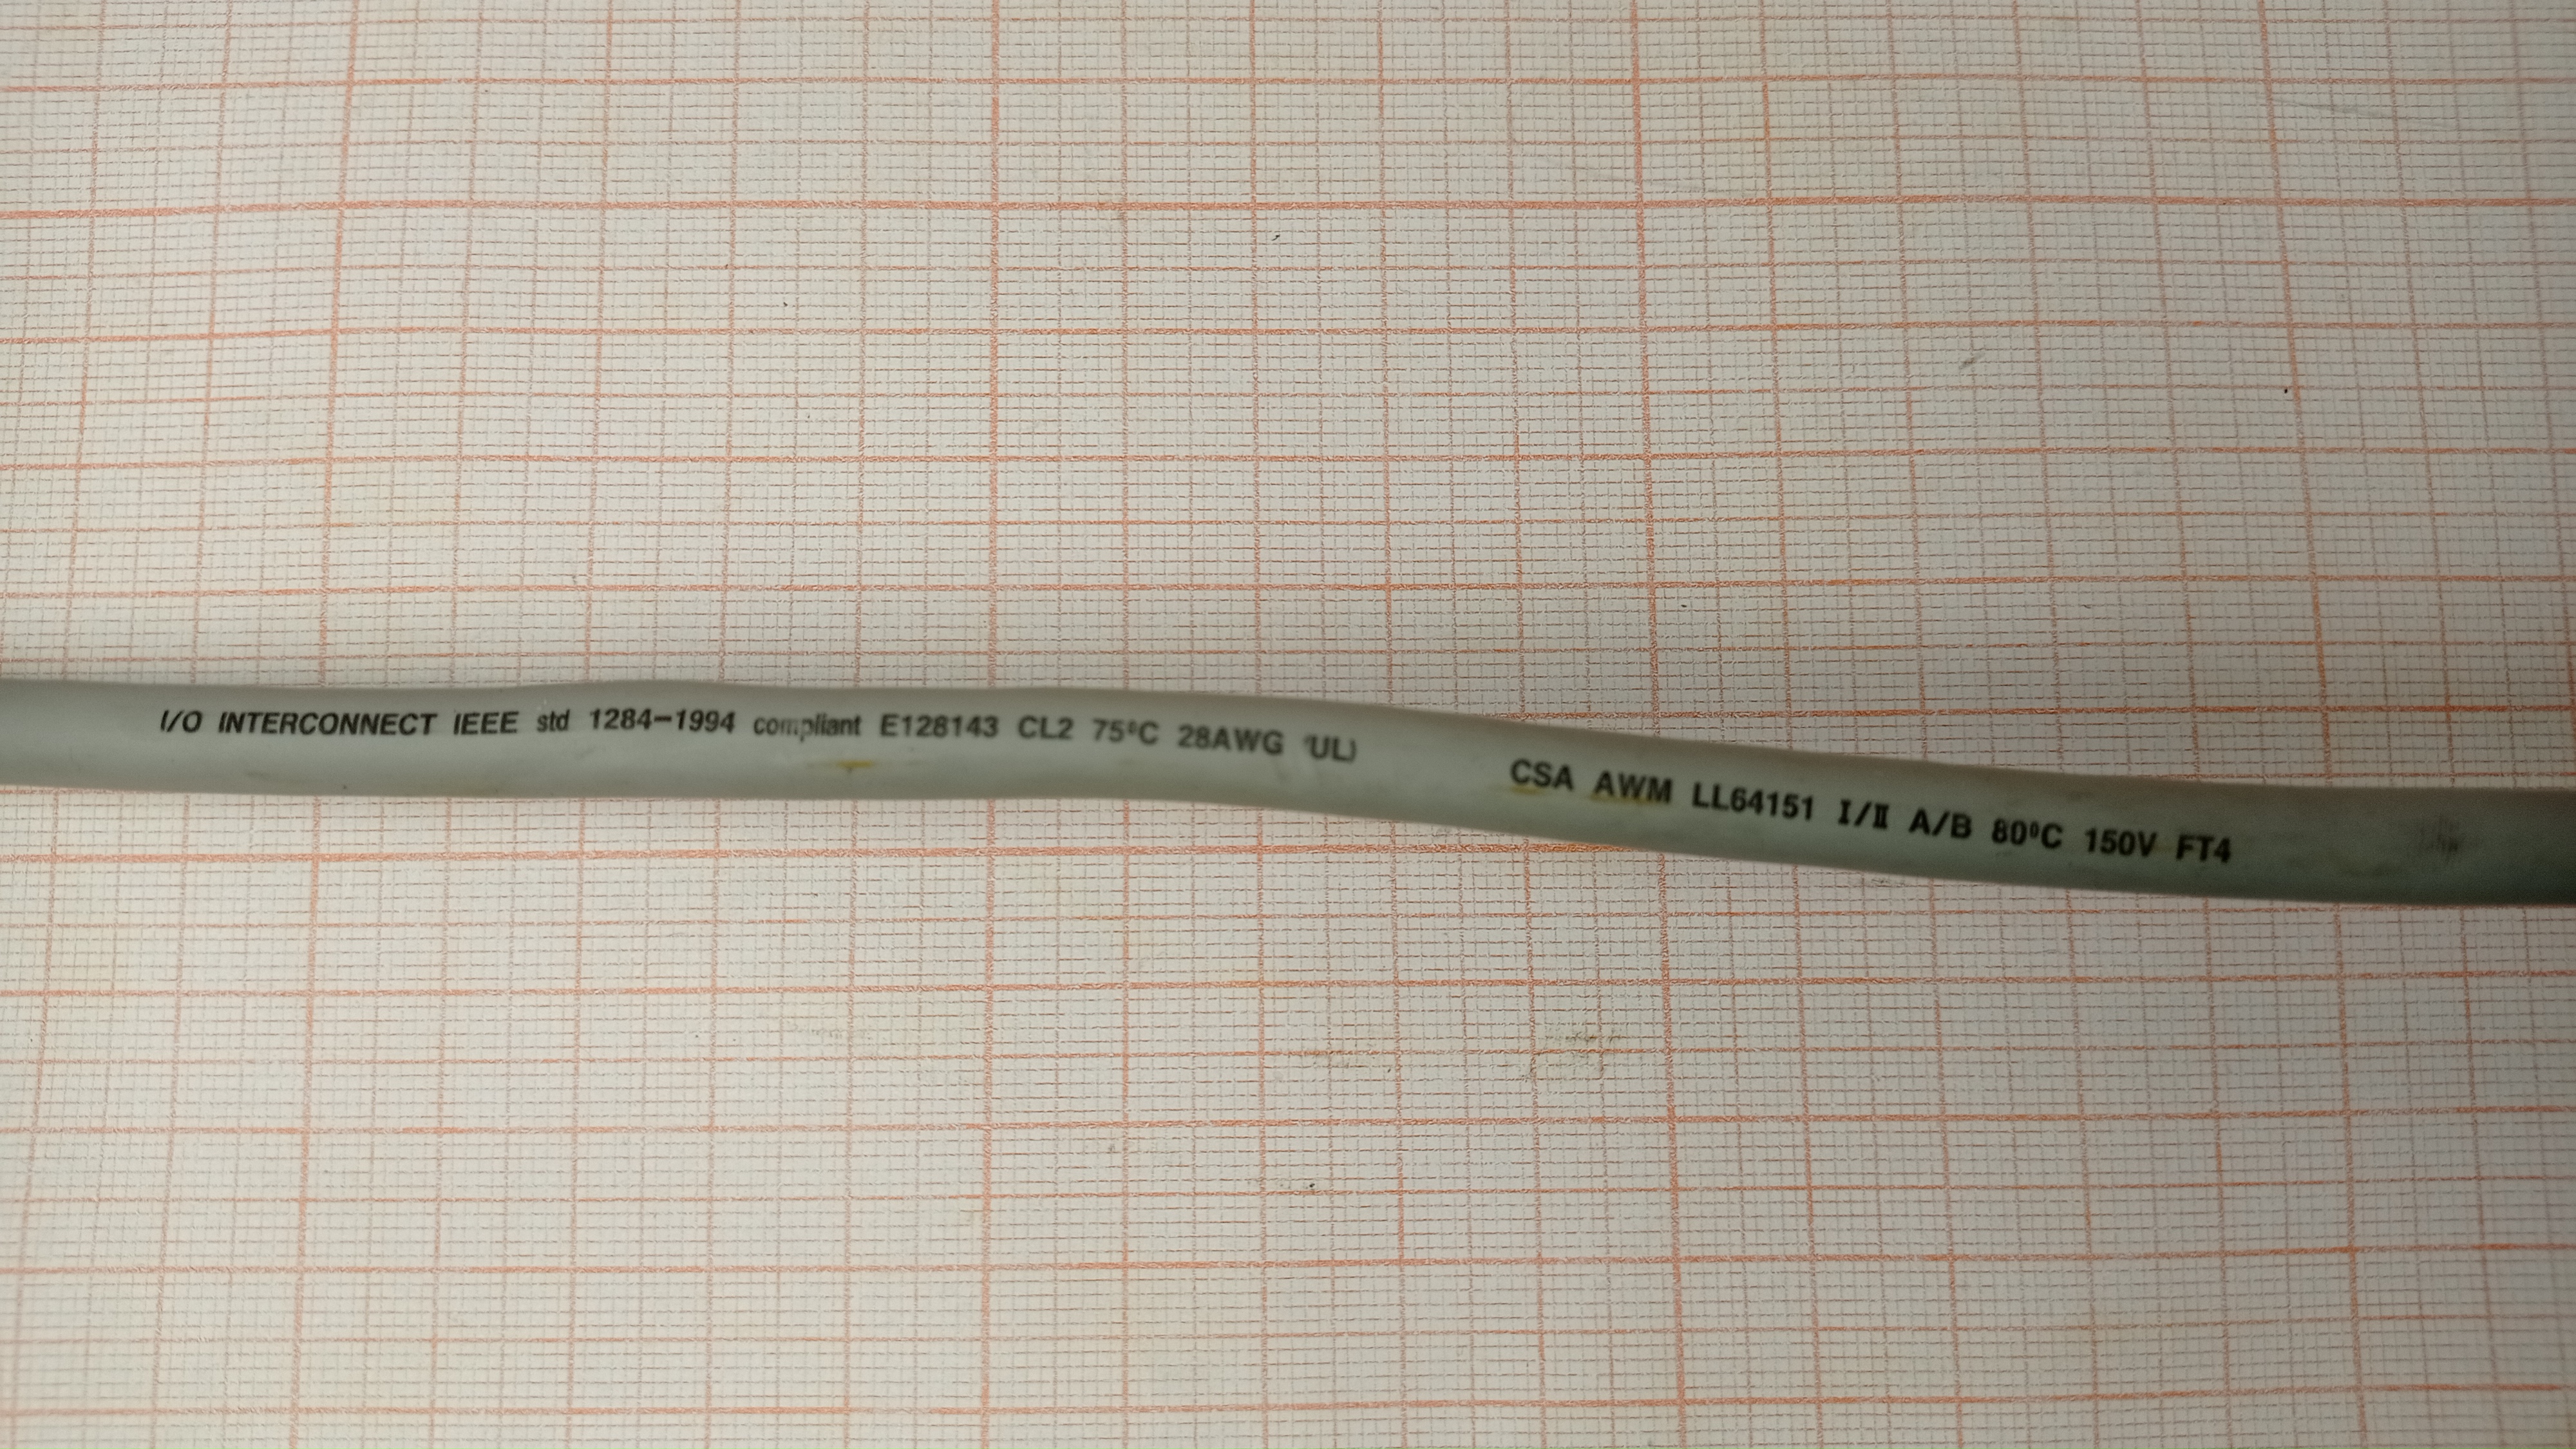 I/O INTERCONNECT IEEE std 1284-1994 compliant E128143 CL2 75°C 28AWG (UL) CSA AWM LL64151 I/II A/B 80°C 150V FT4